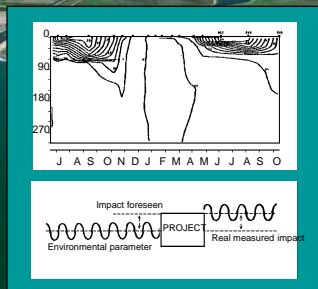 0
90
180
270
J A S O N D J F M A M J J A S O
Impact foreseen
PROJECT
Environmental parameter
Real measured impact